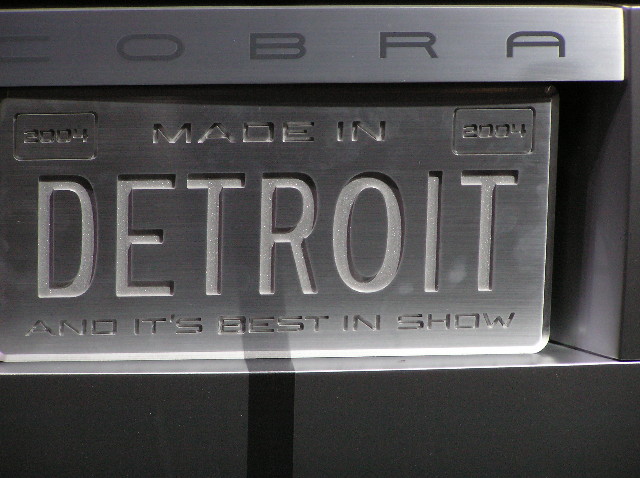 COBRA
2004 MADE IN 2004
DETROIT
AND IT'S BEST IN SHOW